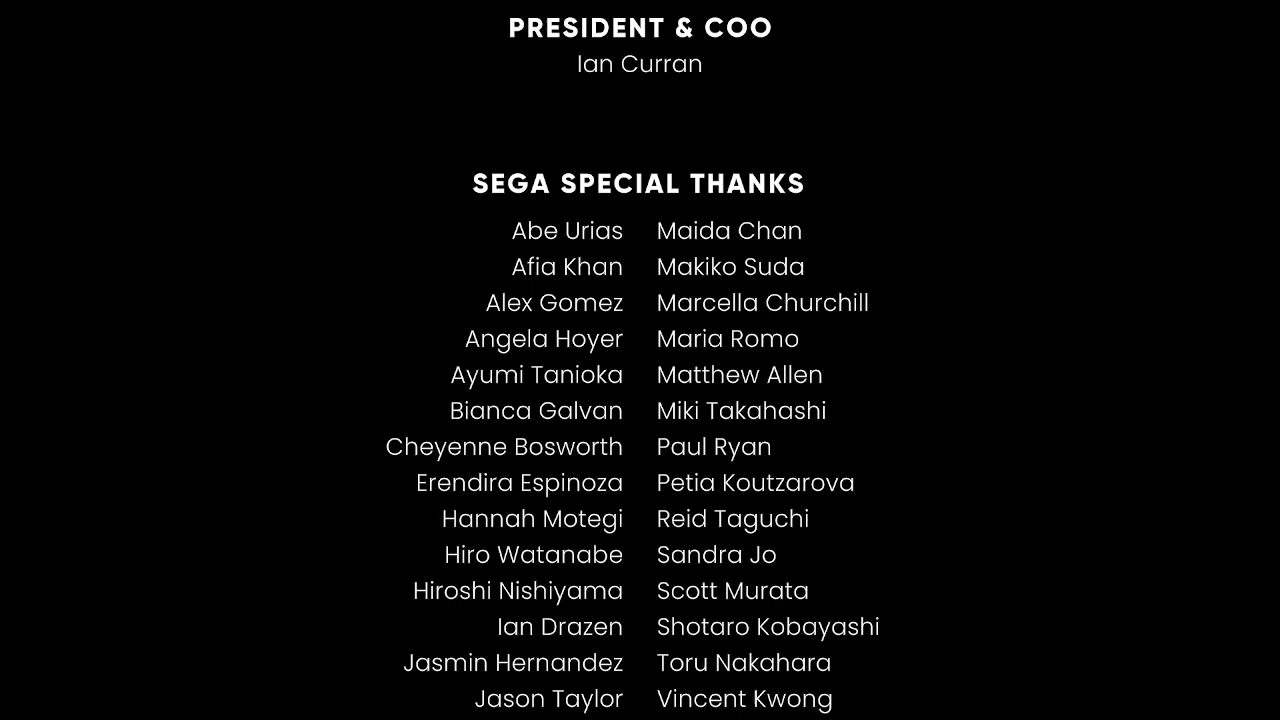 PRESIDENT & COO
Ian Curran
SEGA SPECIAL THANKS
Abe Urias Maida Chan
Afia Khan Makiko Suda
Alex Gomez Marcella Churchill
Angela Hoyer Maria Romo
Ayumi Tanioka Matthew Allen
Bianca Galvan Miki Takahashi
Cheyenne Bosworth Paul Ryan
Erendira Espinoza Petia Koutzarova
Hannah Motegi Reid Taguchi
Hiro Watanabe Sandra Jo
Hiroshi Nishiyama Scott Murata
Ian Drazen Shotaro Kobayashi
Jasmin Hernandez Toru Nakahara
Jason Taylor Vincent Kwong